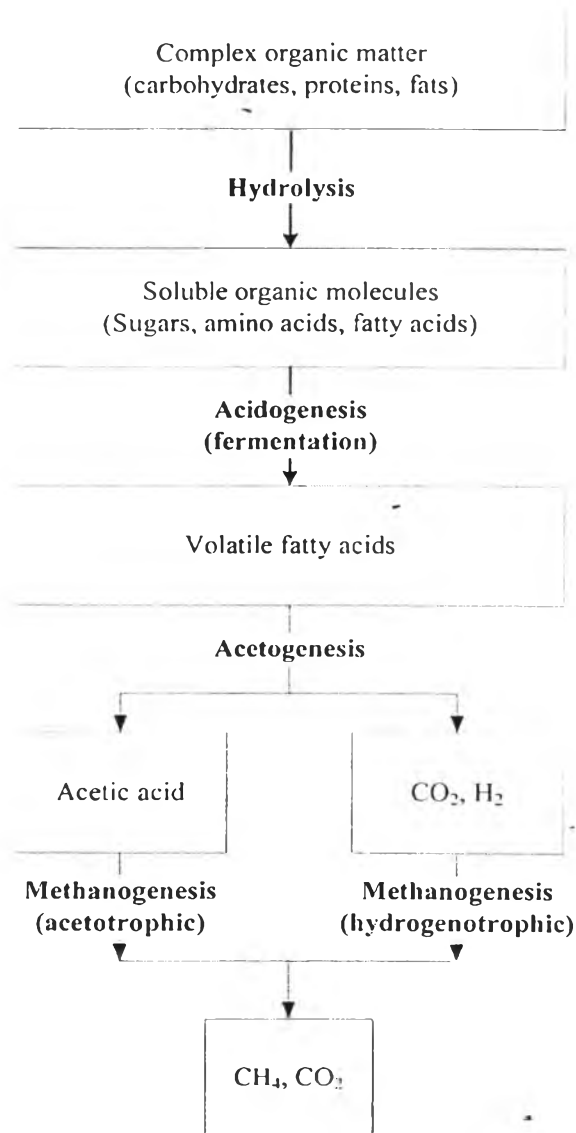 Complex organic matter
(carbohydrates, proteins, fats)
Hydrolysis
Soluble organic molecules
(Sugars, amino acids, fatty acids)
Acidogenesis
(fermentation)
Volatile fatty acids
Acetogenesis
Acetic acid
CO₂, H₂
Methanogenesis
(acetotrophic)
Methanogenesis
(hydrogenotrophic)
CH₄, CO₂